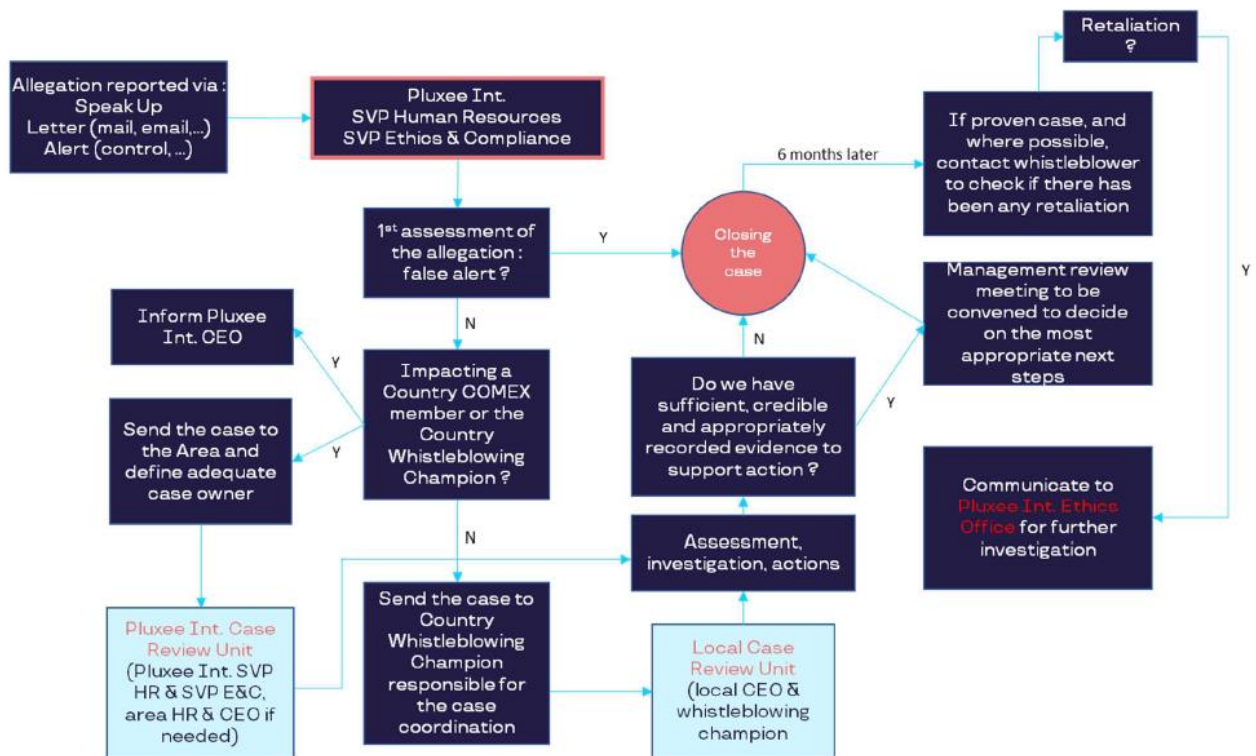 Retaliation
?
Allegation reported via :
Speak Up
Letter (mail, email,...)
Alert (control, ...)
Pluxee Int.
SVP Human Resources
SVP Ethics & Compliance
6 months later
If proven case, and
where possible,
contact whistleblower
to check if there has
been any retaliation
1st assessment of
the allegation :
false alert ?
Y
Closing
the
case
Y
Inform Pluxee
Int. CEO
N
Management review
meeting to be
convened to decide
on the most
appropriate next
steps
Y
Impacting a
Country COMEX
member or the
Country
Whistleblowing
Champion ?
N
Do we have
sufficient, credible
and appropriately
recorded evidence to
support action ?
Y
Send the case to
the Area and
define adequate
case owner
Y
Communicate to
Pluxee Int. Ethics
Office for further
investigation
N
Assessment,
investigation, actions
Pluxee Int. Case
Review Unit
(Pluxee Int. SVP
HR & SVP E&C,
area HR & CEO if
needed)
Send the case to
Country
Whistleblowing
Champion
responsible for
the case
coordination
Local Case
Review Unit
(local CEO &
whistleblowing
champion